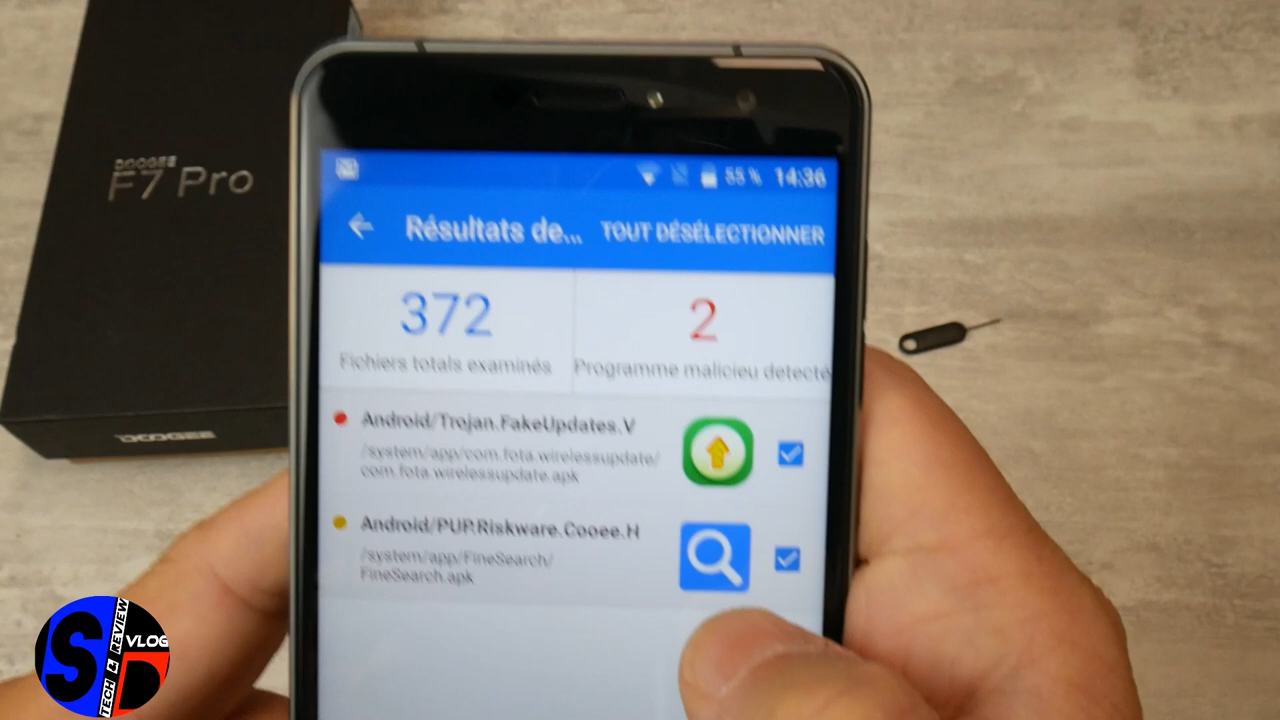 DOOGEE
F7 Pro
DOOGEE
55 % 14:36
Résultats de... TOUT DÉSÉLECTIONNER
372
Fichiers totals examinés
2
Programme malicieu detecté
Android/Trojan.FakeUpdates.V
/system/app/com.fota.wirelessupdate/
com.fota.wirelessupdate.apk
Android/PUP.Riskware.Cooee.H
/system/app/FineSearch/
FineSearch.apk
SD
TECH & REVIEW
VLOG